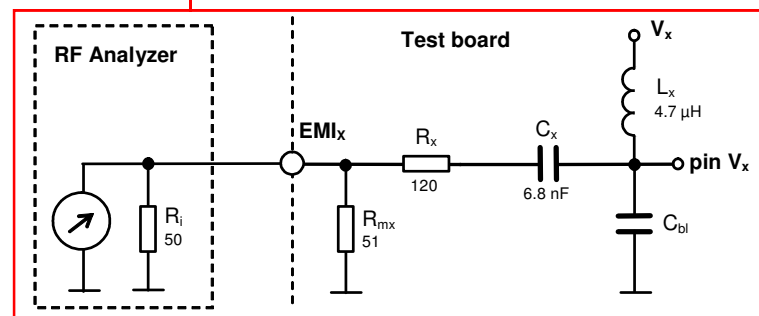 RF Analyzer
Test board
Vx
Lx
4.7 µH
EMIx
Rx
120
Cx
6.8 nF
pin Vx
Ri
50
Rmx
51
Cbl